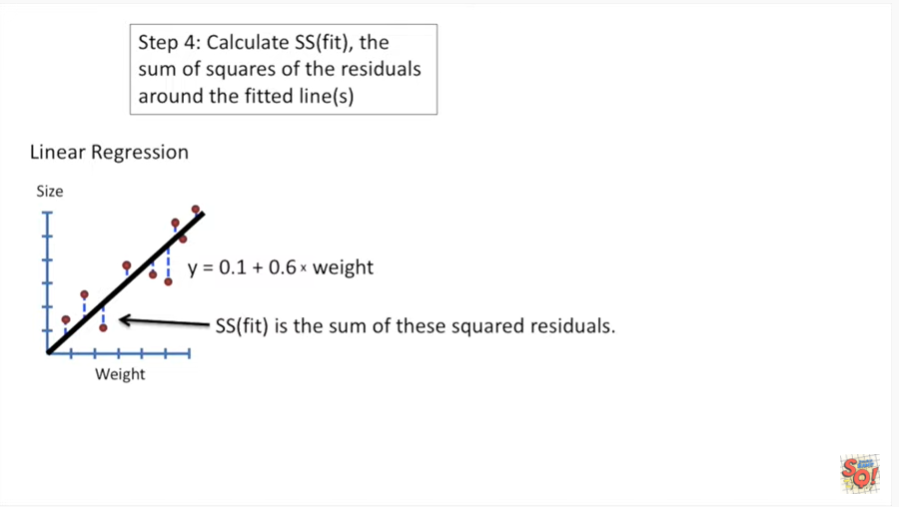 Step 4: Calculate SS(fit), the
sum of squares of the residuals
around the fitted line(s)
Linear Regression
Size
y = 0.1 + 0.6 × weight
SS(fit) is the sum of these squared residuals.
Weight
SQ!